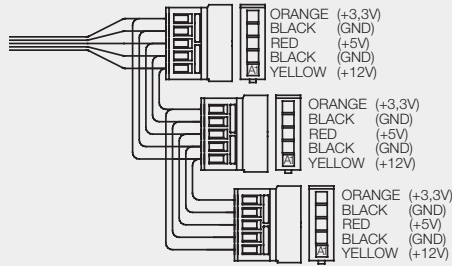 ORANGE (+3,3V)
BLACK (GND)
RED (+5V)
BLACK (GND)
A1 YELLOW (+12V)
ORANGE (+3,3V)
BLACK (GND)
RED (+5V)
BLACK (GND)
A1 YELLOW (+12V)
ORANGE (+3,3V)
BLACK (GND)
RED (+5V)
BLACK (GND)
A1 YELLOW (+12V)